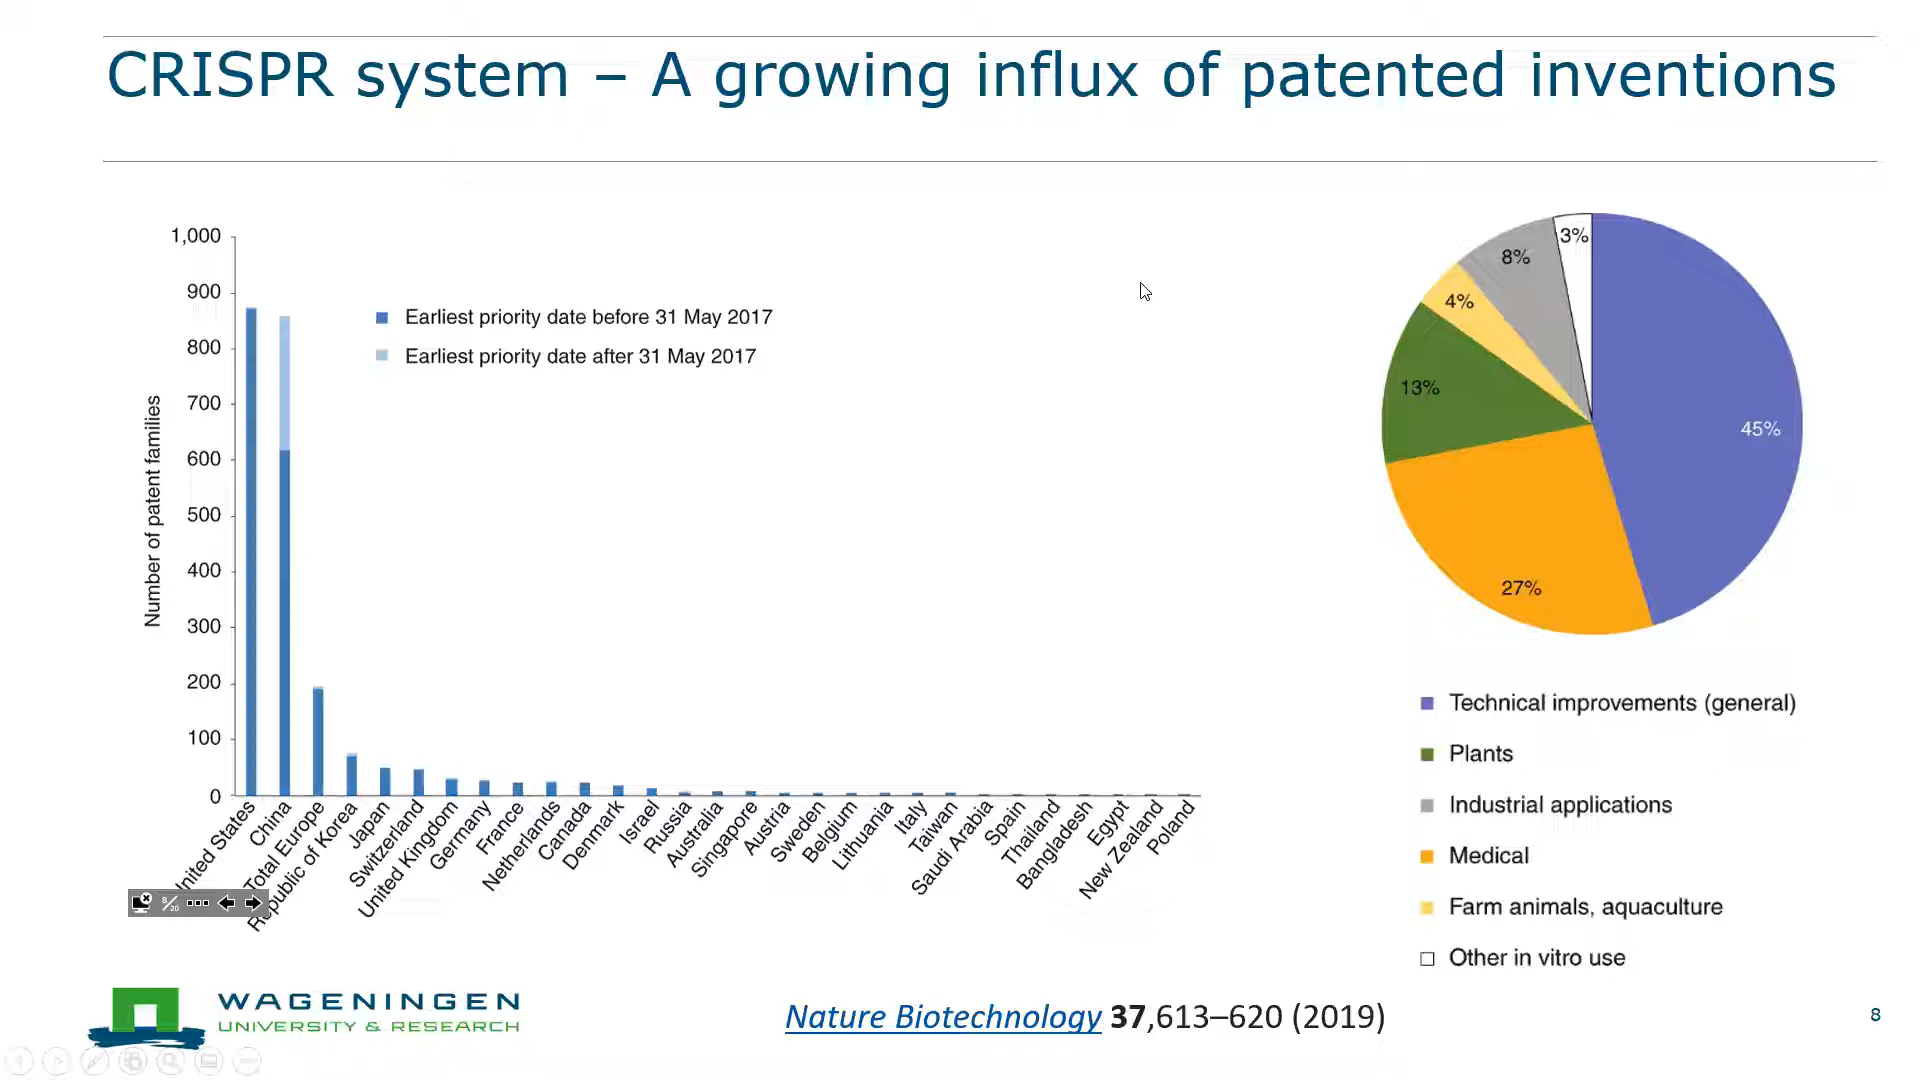 CRISPR system – A growing influx of patented inventions
1,000
900
800
700
600
500
400
300
200
100
0
Number of patent families
Earliest priority date before 31 May 2017
Earliest priority date after 31 May 2017
United States
China
Total Europe
Republic of Korea
Japan
Switzerland
United Kingdom
Germany
France
Netherlands
Canada
Denmark
Israel
Russia
Australia
Singapore
Austria
Sweden
Belgium
Lithuania
Italy
Taiwan
Saudi Arabia
Spain
Thailand
Bangladesh
Egypt
New Zealand
Poland
3%
8%
4%
13%
45%
27%
Technical improvements (general)
Plants
Industrial applications
Medical
Farm animals, aquaculture
Other in vitro use
8/20
WAGENINGEN
UNIVERSITY & RESEARCH
Nature Biotechnology 37,613–620 (2019)
8